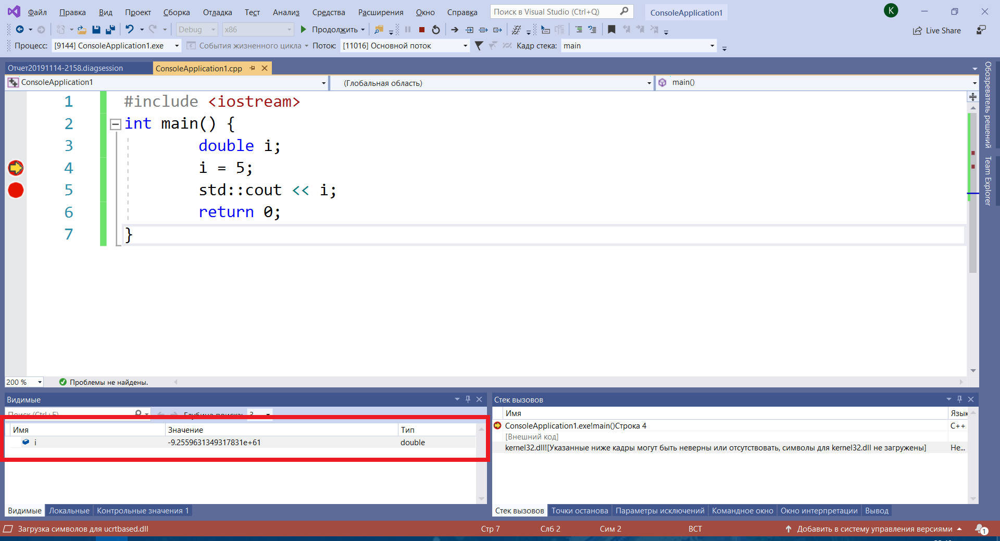 Файл Правка Вид Проект Сборка Отладка Тест Анализ Средства Расширения Окно Справка Поиск в Visual Studio (Ctrl+Q) ConsoleApplication1 K
Debug x86 Продолжить Live Share
Процесс: [9144] ConsoleApplication1.exe События жизненного цикла Поток: [11016] Основной поток Кадр стека: main
Отчет20191114-2158.diagsession ConsoleApplication1.cpp
ConsoleApplication1 (Глобальная область) main()
1 #include <iostream>
2 int main() {
3 double i;
4 i = 5;
5 std::cout << i;
6 return 0;
7 }
Обозреватель решений
Team Explorer
200 % Проблемы не найдены.
Видимые
Поиск (Ctrl+E) Глубина поиска: 3
Имя Значение Тип
i -9.2559631349317831e+61 double
Видимые Локальные Контрольные значения 1
Стек вызовов
Имя Язык
ConsoleApplication1.exe!main()Строка 4 C++
[Внешний код]
kernel32.dll![Указанные ниже кадры могут быть неверны или отсутствовать, символы для kernel32.dll не загружены] Не...
Стек вызовов Точки останова Параметры исключений Командное окно Окно интерпретации Вывод
Загрузка символов для ucrtbased.dll Стр 7 Слб 2 Сим 2 ВСТ Добавить в систему управления версиями 1